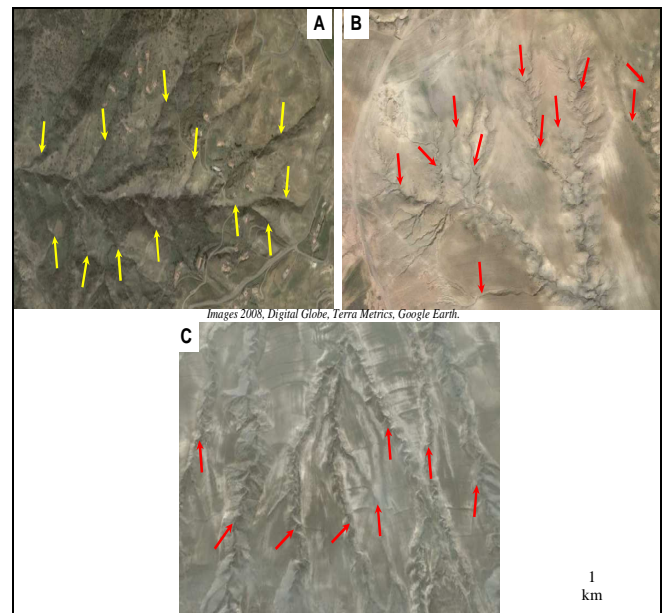 A
B
Images 2008, Digital Globe, Terra Metrics, Google Earth.
C
1
km